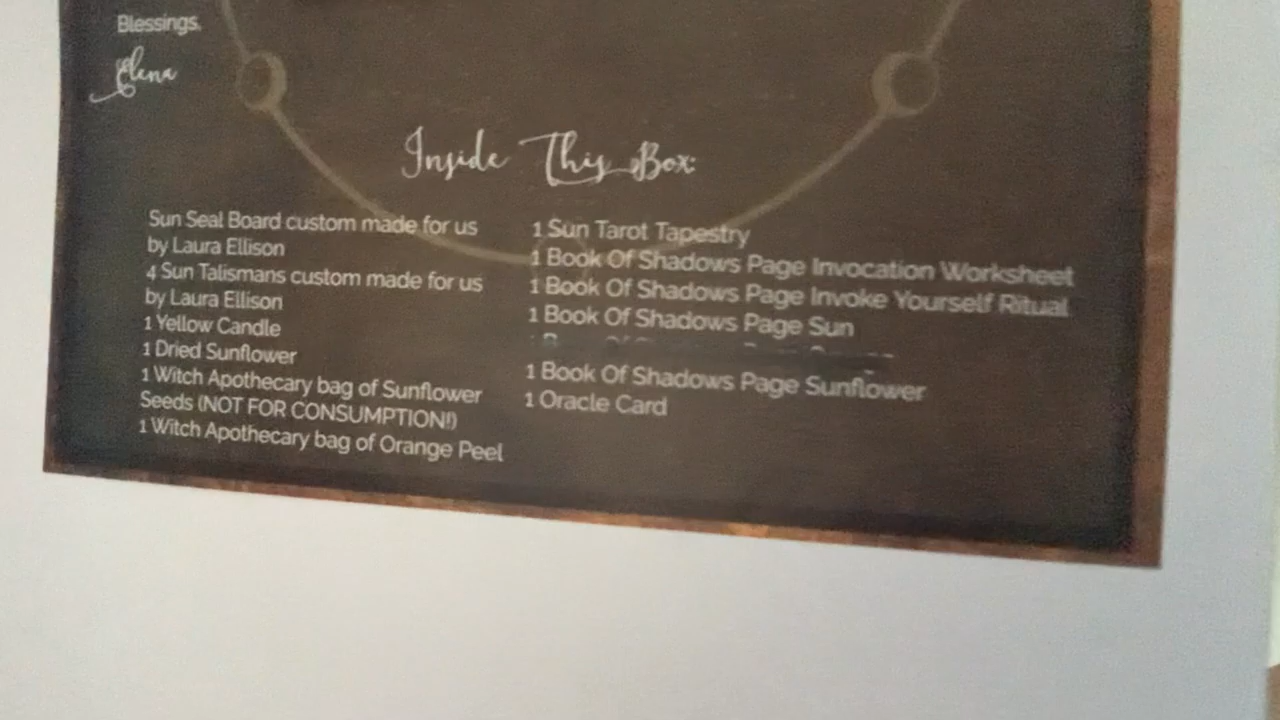 Blessings,
Elena
Inside This Box:
Sun Seal Board custom made for us
by Laura Ellison
4 Sun Talismans custom made for us
by Laura Ellison
1 Yellow Candle
1 Dried Sunflower
1 Witch Apothecary bag of Sunflower
Seeds (NOT FOR CONSUMPTION!)
1 Witch Apothecary bag of Orange Peel
1 Sun Tarot Tapestry
1 Book Of Shadows Page Invocation Worksheet
1 Book Of Shadows Page Invoke Yourself Ritual
1 Book Of Shadows Page Sun
1 Book Of Shadows Page Sunflower
1 Oracle Card